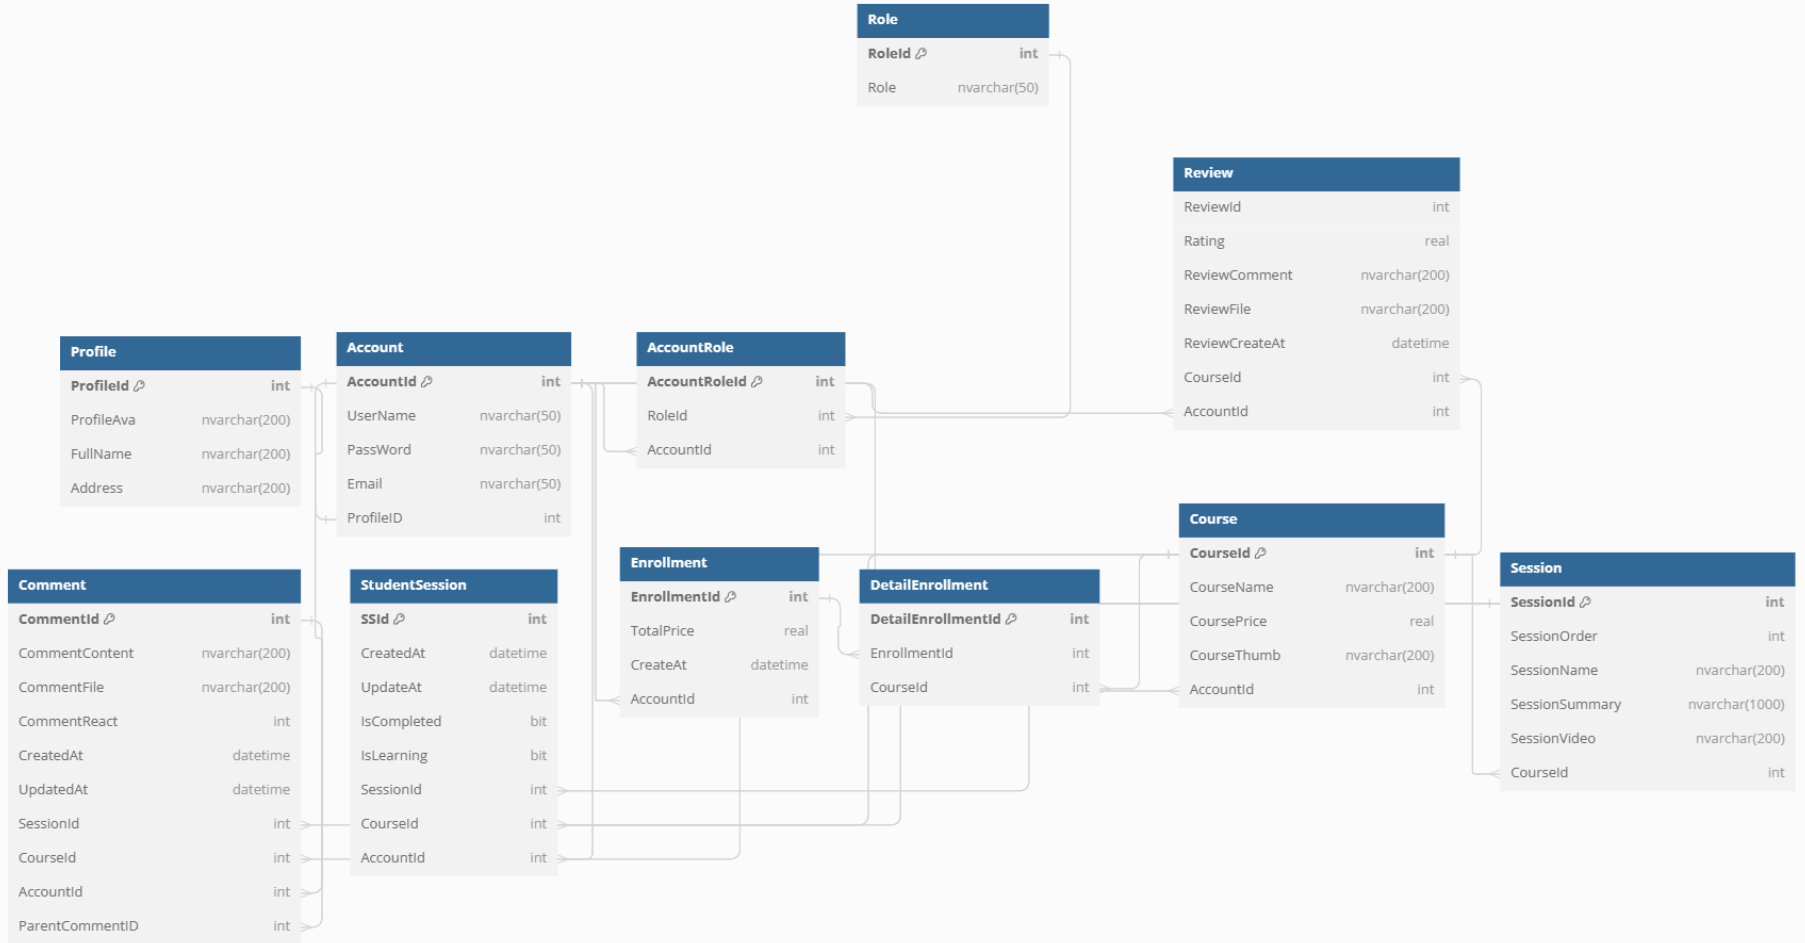 Role
RoleId int
Role nvarchar(50)
Review
ReviewId int
Rating real
ReviewComment nvarchar(200)
ReviewFile nvarchar(200)
ReviewCreateAt datetime
CourseId int
AccountId int
Profile
ProfileId int
ProfileAva nvarchar(200)
FullName nvarchar(200)
Address nvarchar(200)
Account
AccountId int
UserName nvarchar(50)
PassWord nvarchar(50)
Email nvarchar(50)
ProfileID int
AccountRole
AccountRoleId int
RoleId int
AccountId int
Course
CourseId int
CourseName nvarchar(200)
CoursePrice real
CourseThumb nvarchar(200)
AccountId int
Session
SessionId int
SessionOrder int
SessionName nvarchar(200)
SessionSummary nvarchar(1000)
SessionVideo nvarchar(200)
CourseId int
Comment
CommentId int
CommentContent nvarchar(200)
CommentFile nvarchar(200)
CommentReact int
CreatedAt datetime
UpdatedAt datetime
SessionId int
CourseId int
AccountId int
ParentCommentID int
StudentSession
SSId int
CreatedAt datetime
UpdateAt datetime
IsCompleted bit
IsLearning bit
SessionId int
CourseId int
AccountId int
Enrollment
EnrollmentId int
TotalPrice real
CreateAt datetime
AccountId int
DetailEnrollment
DetailEnrollmentId int
EnrollmentId int
CourseId int